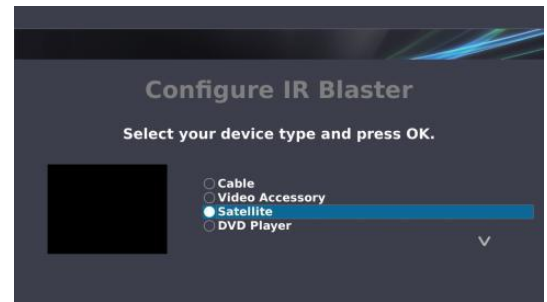 Configure IR Blaster
Select your device type and press OK.
Cable
Video Accessory
Satellite
DVD Player